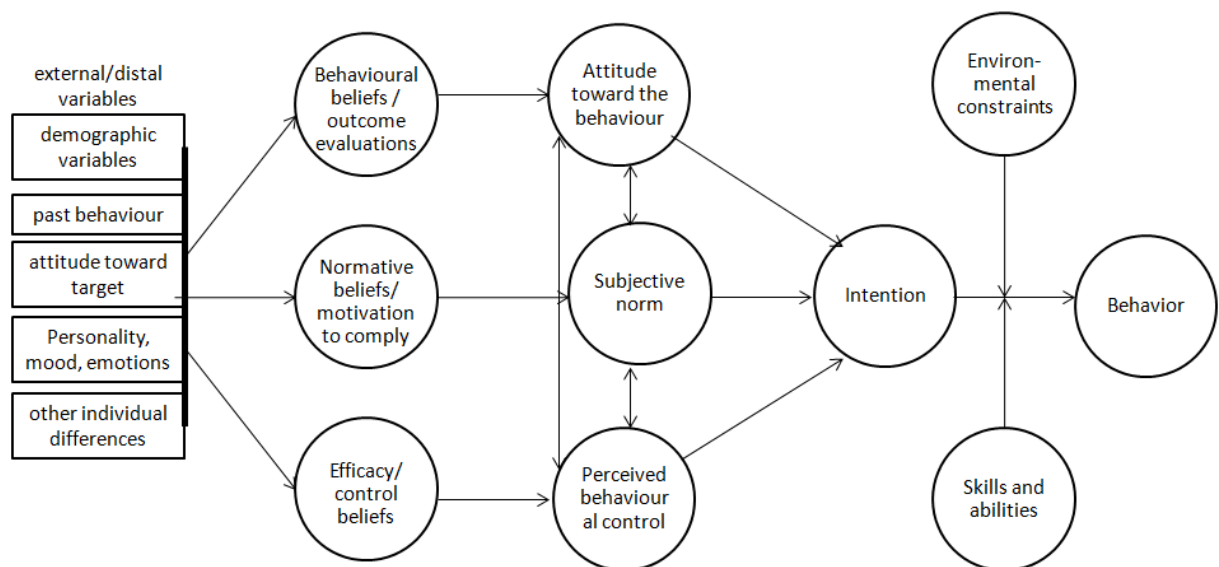 external/distal
variables
demographic
variables
past behaviour
attitude toward
target
Personality,
mood, emotions
other individual
differences
Behavioural
beliefs /
outcome
evaluations
Normative
beliefs/
motivation
to comply
Efficacy/
control
beliefs
Attitude
toward the
behaviour
Subjective
norm
Perceived
behaviour
al control
Intention
Environ-
mental
constraints
Skills and
abilities
Behavior